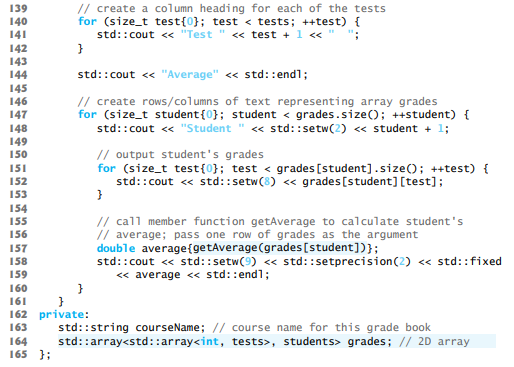 139 // create a column heading for each of the tests
140 for (size_t test{0}; test < tests; ++test) {
141 std::cout << "Test " << test + 1 << "  ";
142 }
143
144 std::cout << "Average" << std::endl;
145
146 // create rows/columns of text representing array grades
147 for (size_t student{0}; student < grades.size(); ++student) {
148 std::cout << "Student " << std::setw(2) << student + 1;
149
150 // output student's grades
151 for (size_t test{0}; test < grades[student].size(); ++test) {
152 std::cout << std::setw(8) << grades[student][test];
153 }
154
155 // call member function getAverage to calculate student's
156 // average; pass one row of grades as the argument
157 double average{getAverage(grades[student])};
158 std::cout << std::setw(9) << std::setprecision(2) << std::fixed
159 << average << std::endl;
160 }
161 }
162 private:
163 std::string courseName; // course name for this grade book
164 std::array<std::array<int, tests>, students> grades; // 2D array
165 };